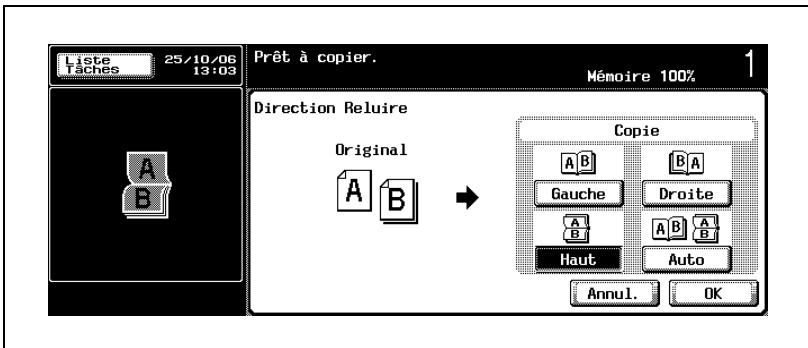 Liste
Tâches
25/10/06
13:03
Prêt à copier.
Mémoire 100%
1
A
B
Direction Reluire
Original
A
B
Copie
A B
B A
Gauche
Droite
A
B
A B
A
B
Haut
Auto
Annul.
OK